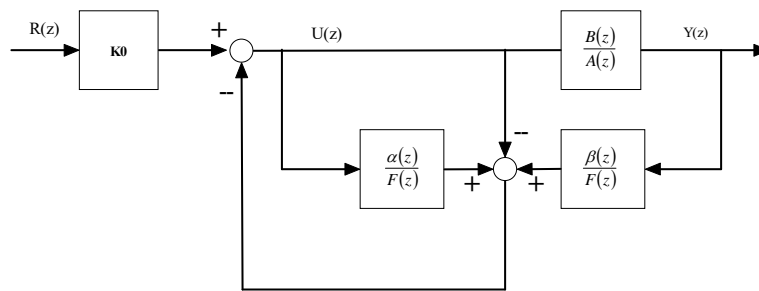 R(z)
K0
+
--
U(z)
B(z)
A(z)
Y(z)
α(z)
F(z)
+
--
+
β(z)
F(z)